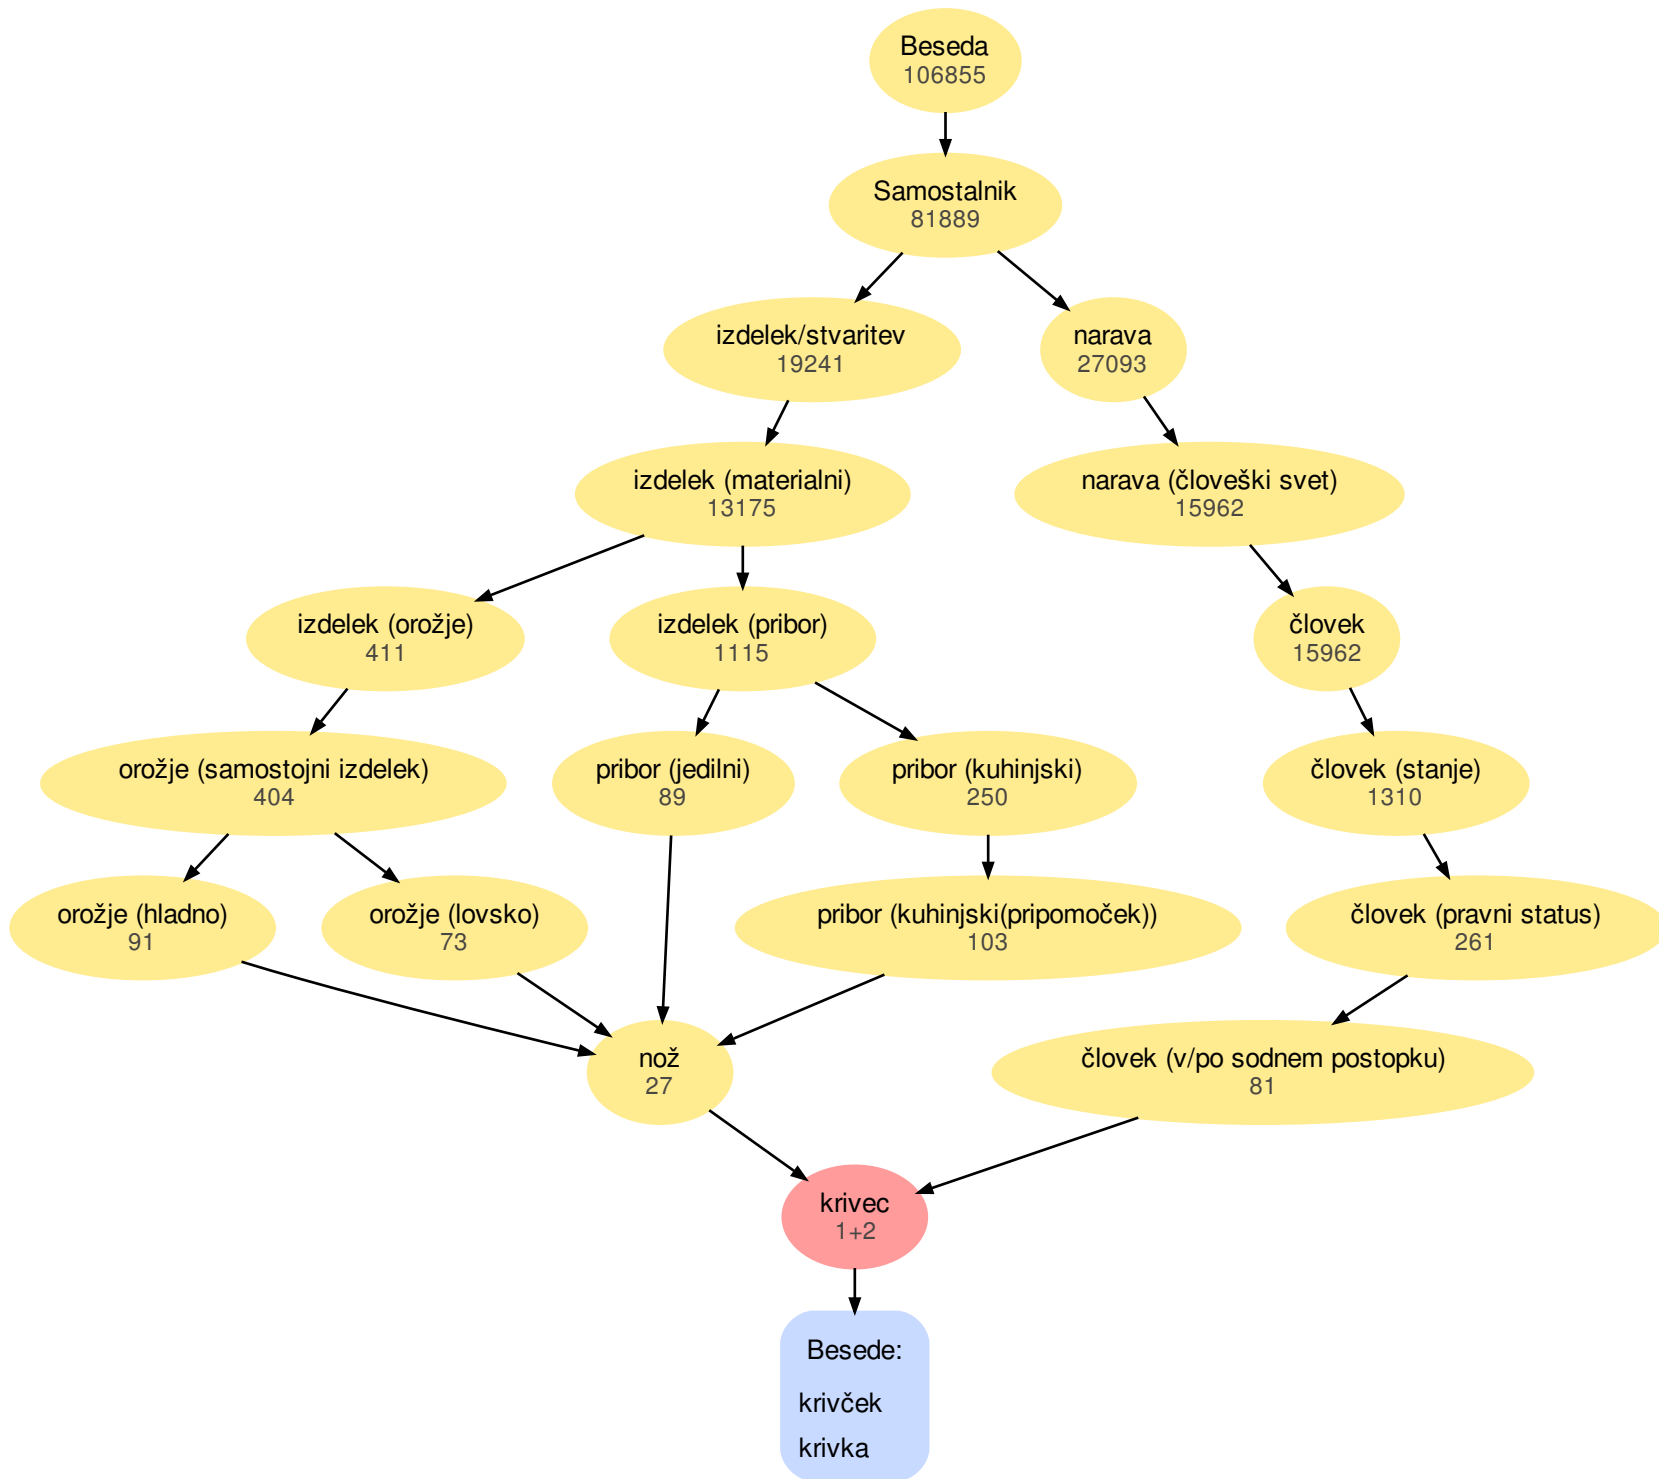 Beseda
106855
Samostalnik
81889
izdelek/stvaritev
19241
narava
27093
izdelek (materialni)
13175
narava (človeški svet)
15962
izdelek (orožje)
411
izdelek (pribor)
1115
človek
15962
orožje (samostojni izdelek)
404
pribor (jedilni)
89
pribor (kuhinjski)
250
človek (stanje)
1310
orožje (hladno)
91
orožje (lovsko)
73
pribor (kuhinjski(pripomoček))
103
človek (pravni status)
261
nož
27
človek (v/po sodnem postopku)
81
krivec
1+2
Besede:
krivček
krivka